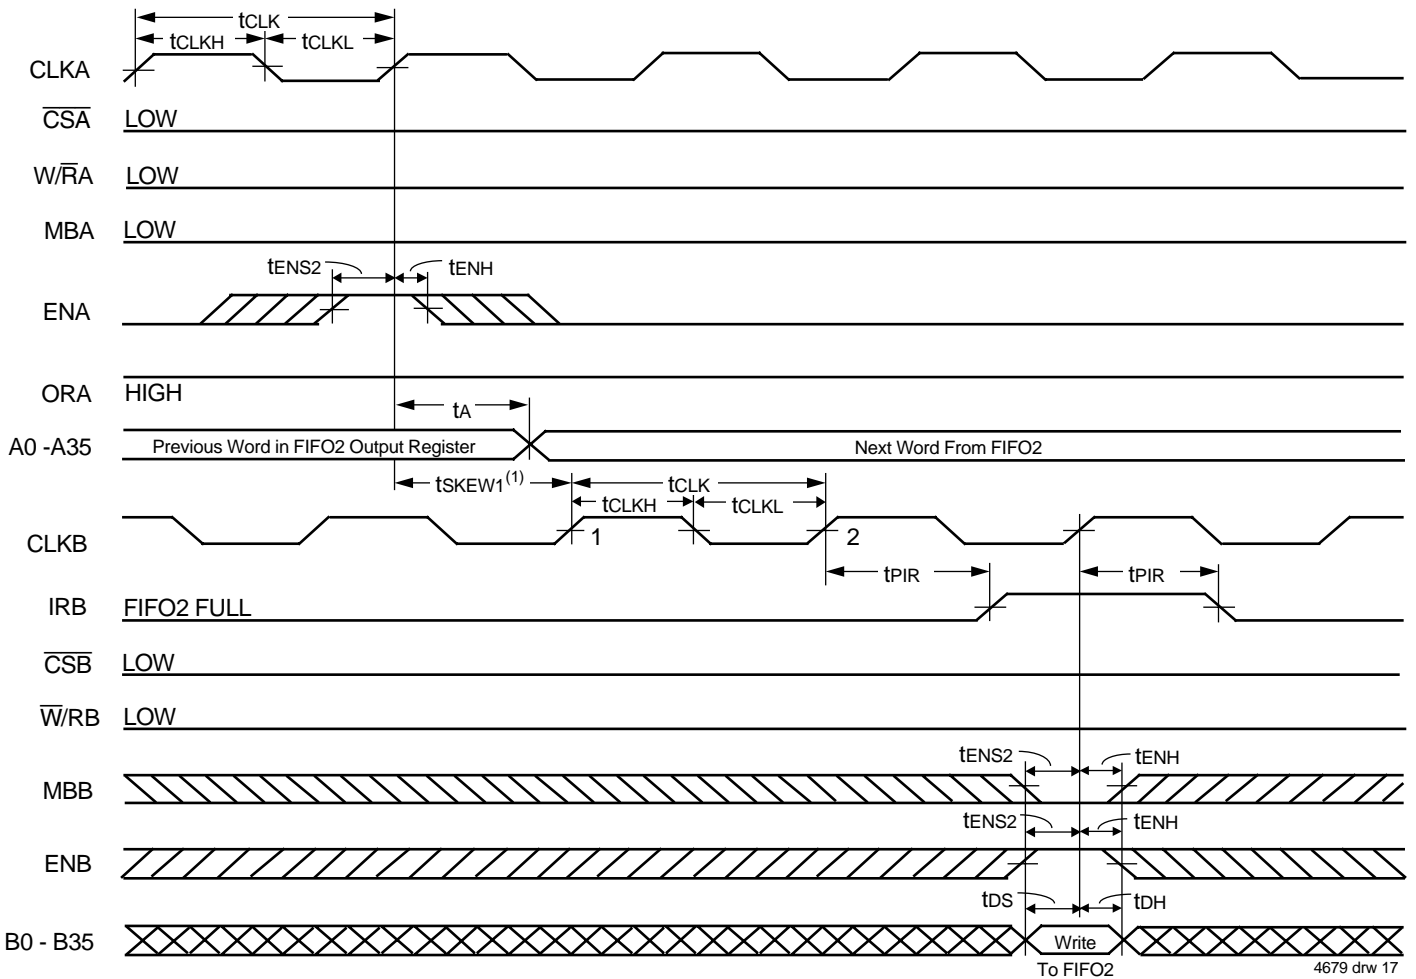 tCLK
tCLKH tCLKL
CLKA
CSA LOW
W/RA LOW
MBA LOW
tENS2 tENH
ENA
ORA HIGH
tA
A0 -A35 Previous Word in FIFO2 Output Register Next Word From FIFO2
tSKEW1(1) tCLK
tCLKH tCLKL
CLKB 1 2
tPIR tPIR
IRB FIFO2 FULL
CSB LOW
W/RB LOW
tENS2 tENH
MBB
tENS2 tENH
ENB
tDS tDH
B0 - B35 Write
To FIFO2 4679 drw 17